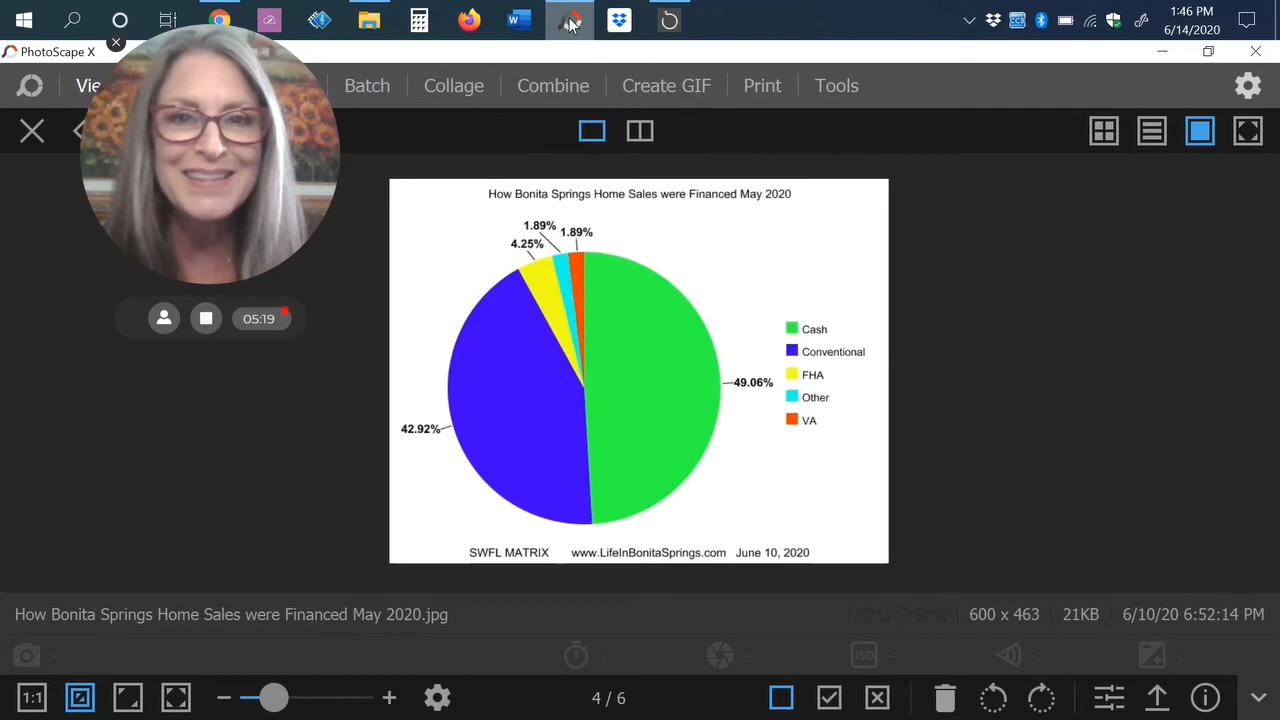 1:46 PM
6/14/2020
PhotoScape X
Vie
Batch
Collage
Combine
Create GIF
Print
Tools
How Bonita Springs Home Sales were Financed May 2020
1.89%
1.89%
4.25%
Cash
Conventional
FHA
Other
VA
49.06%
42.92%
05:19
SWFL MATRIX www.LifeInBonitaSprings.com June 10, 2020
How Bonita Springs Home Sales were Financed May 2020.jpg
600 x 463
21KB
6/10/20 6:52:14 PM
ISO
1:1
4 / 6